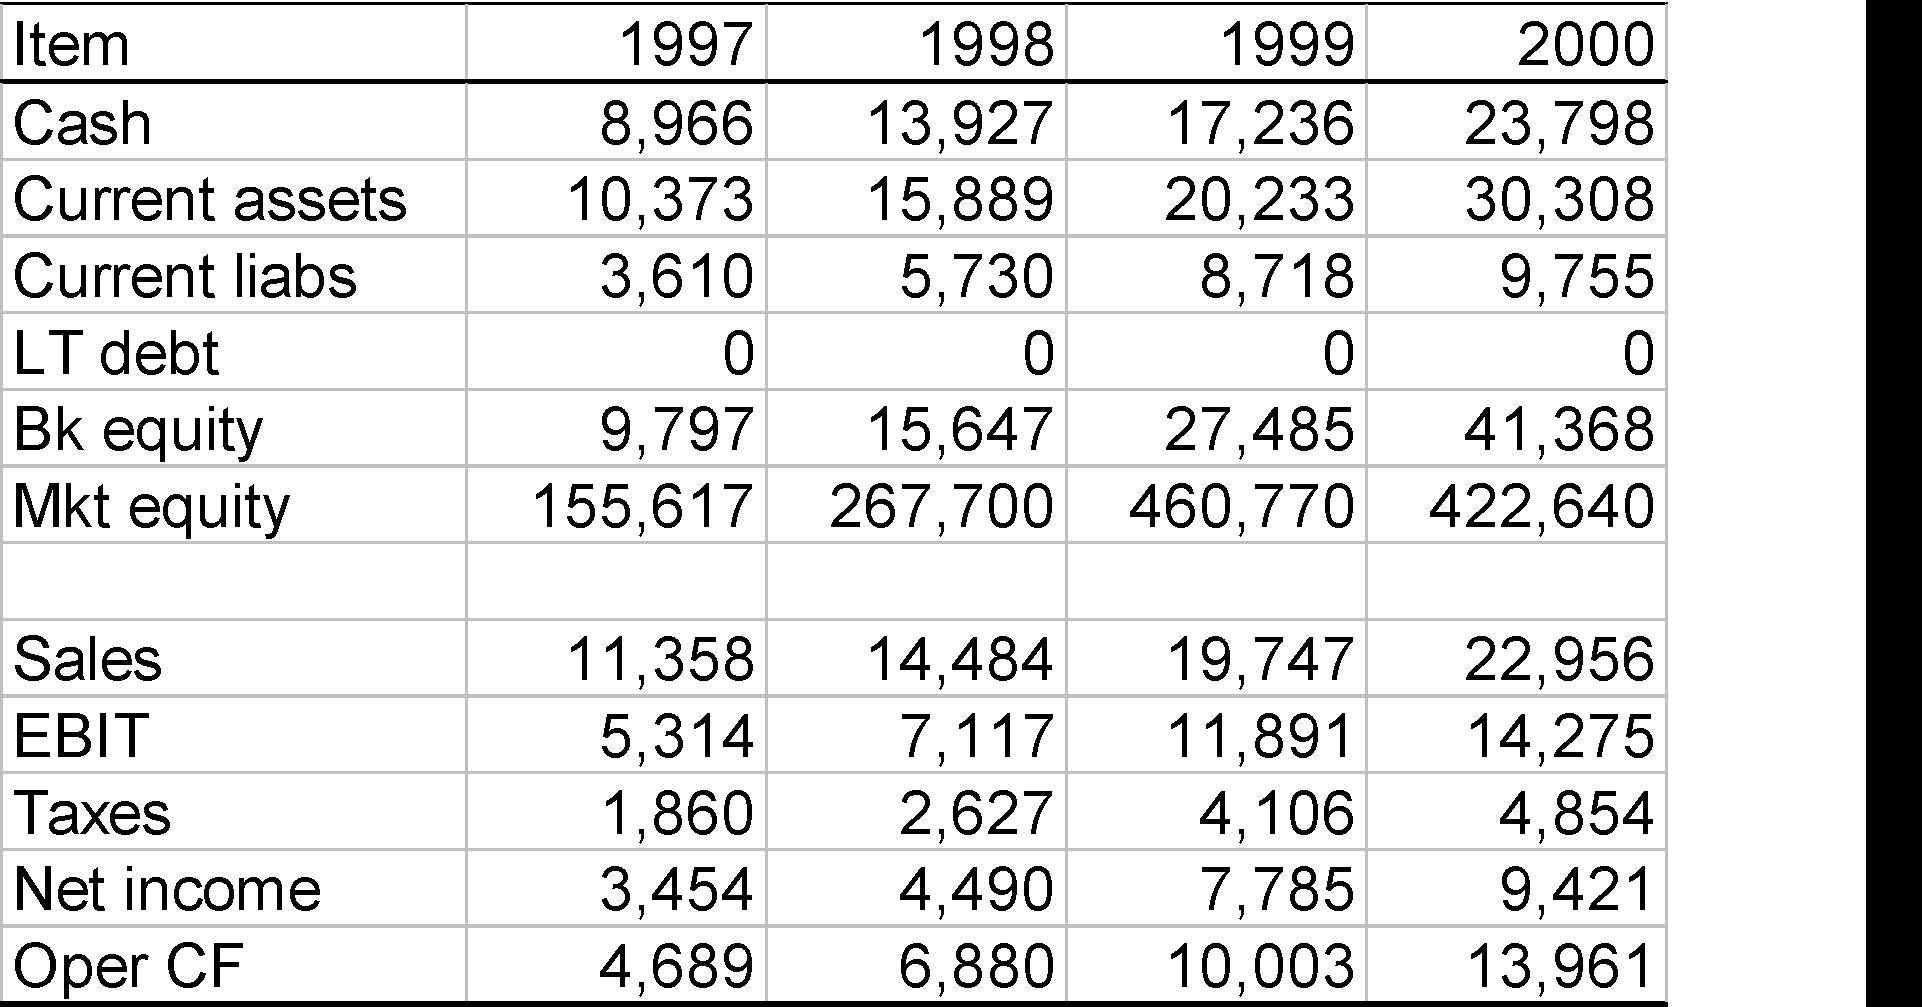 Item 1997 1998 1999 2000
Cash 8,966 13,927 17,236 23,798
Current assets 10,373 15,889 20,233 30,308
Current liabs 3,610 5,730 8,718 9,755
LT debt 0 0 0 0
Bk equity 9,797 15,647 27,485 41,368
Mkt equity 155,617 267,700 460,770 422,640
Sales 11,358 14,484 19,747 22,956
EBIT 5,314 7,117 11,891 14,275
Taxes 1,860 2,627 4,106 4,854
Net income 3,454 4,490 7,785 9,421
Oper CF 4,689 6,880 10,003 13,961